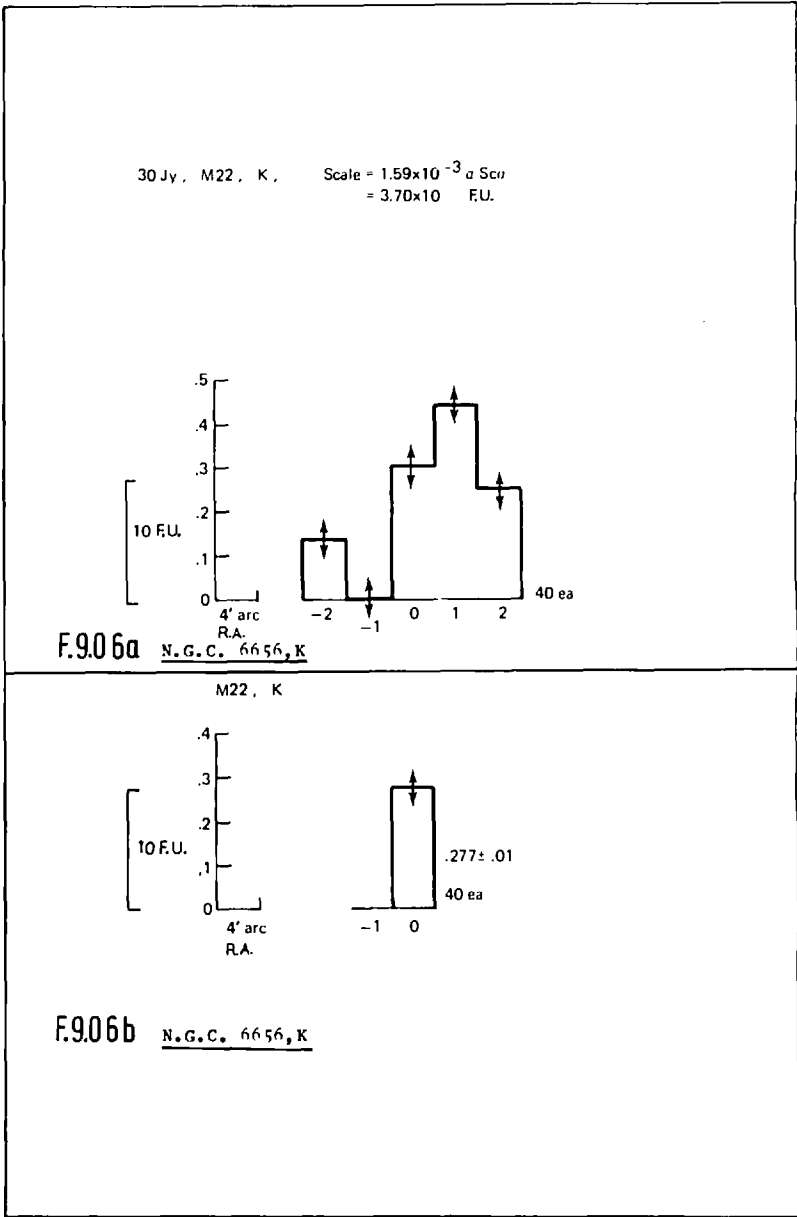 30 Jy, M22, K, Scale = 1.59x10 -3 a Sco
= 3.70x10 F.U.
.5
.4
.3
.2
.1
0
10 F.U.
4' arc
R.A.
-2 -1 0 1 2
40 ea
F.9.06a N.G.C. 6656, K
M22, K
.4
.3
.2
.1
0
10 F.U.
.277± .01
40 ea
4' arc
R.A.
-1 0
F.9.06b N.G.C. 6656, K